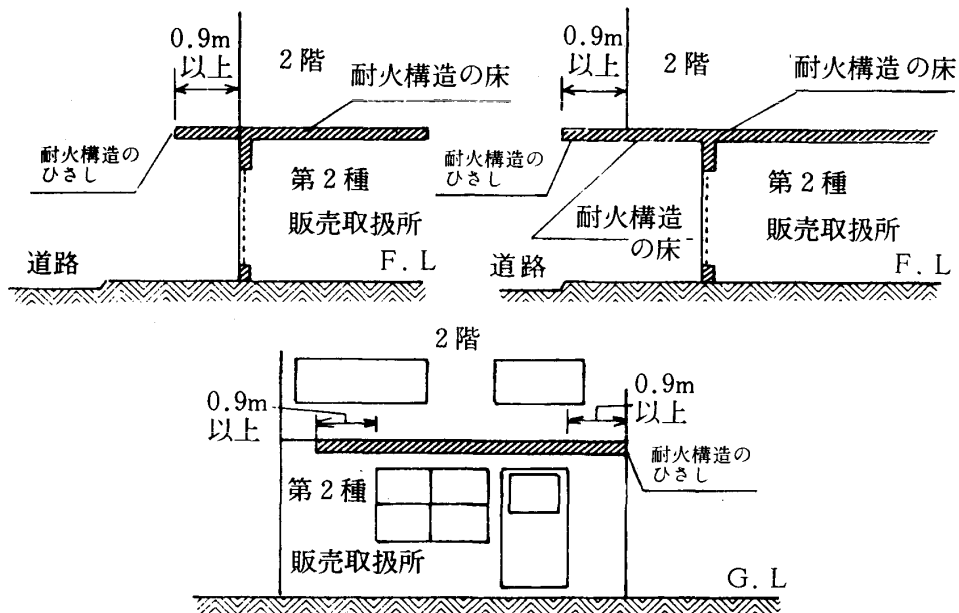 0.9m
以上
2階
耐火構造の床
耐火構造の
ひさし
第2種
販売取扱所
道路
F.L
0.9m
以上
2階
耐火構造の床
耐火構造の
ひさし
第2種
販売取扱所
耐火構造
の床
道路
F.L
2階
0.9m
以上
0.9m
以上
耐火構造の
ひさし
第2種
販売取扱所
G.L